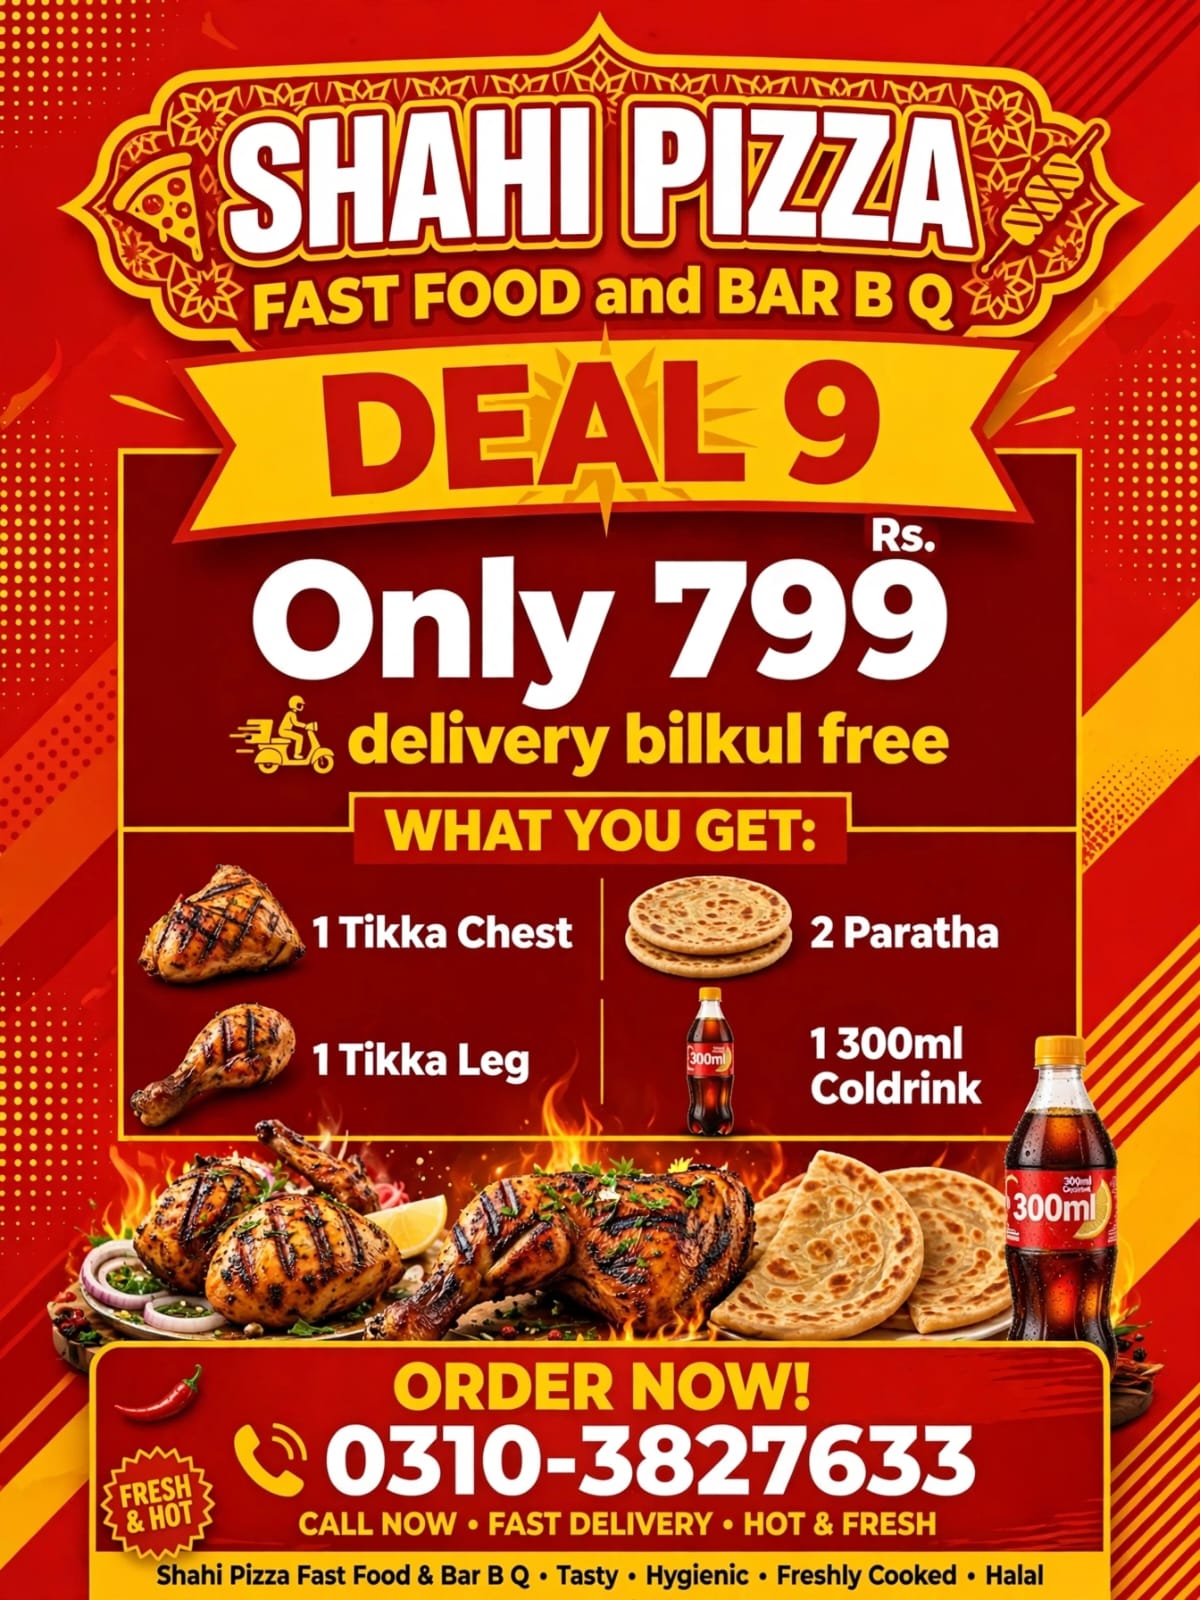 SHAHI PIZZA
FAST FOOD and BAR B Q
DEAL 9
Rs.
Only 799
delivery bilkul free
WHAT YOU GET:
1 Tikka Chest
2 Paratha
1 Tikka Leg
300ml
1 300ml
Coldrink
300ml
300ml
ORDER NOW!
0310-3827633
FRESH
& HOT
CALL NOW • FAST DELIVERY • HOT & FRESH
Shahi Pizza Fast Food & Bar B Q • Tasty • Hygienic • Freshly Cooked • Halal